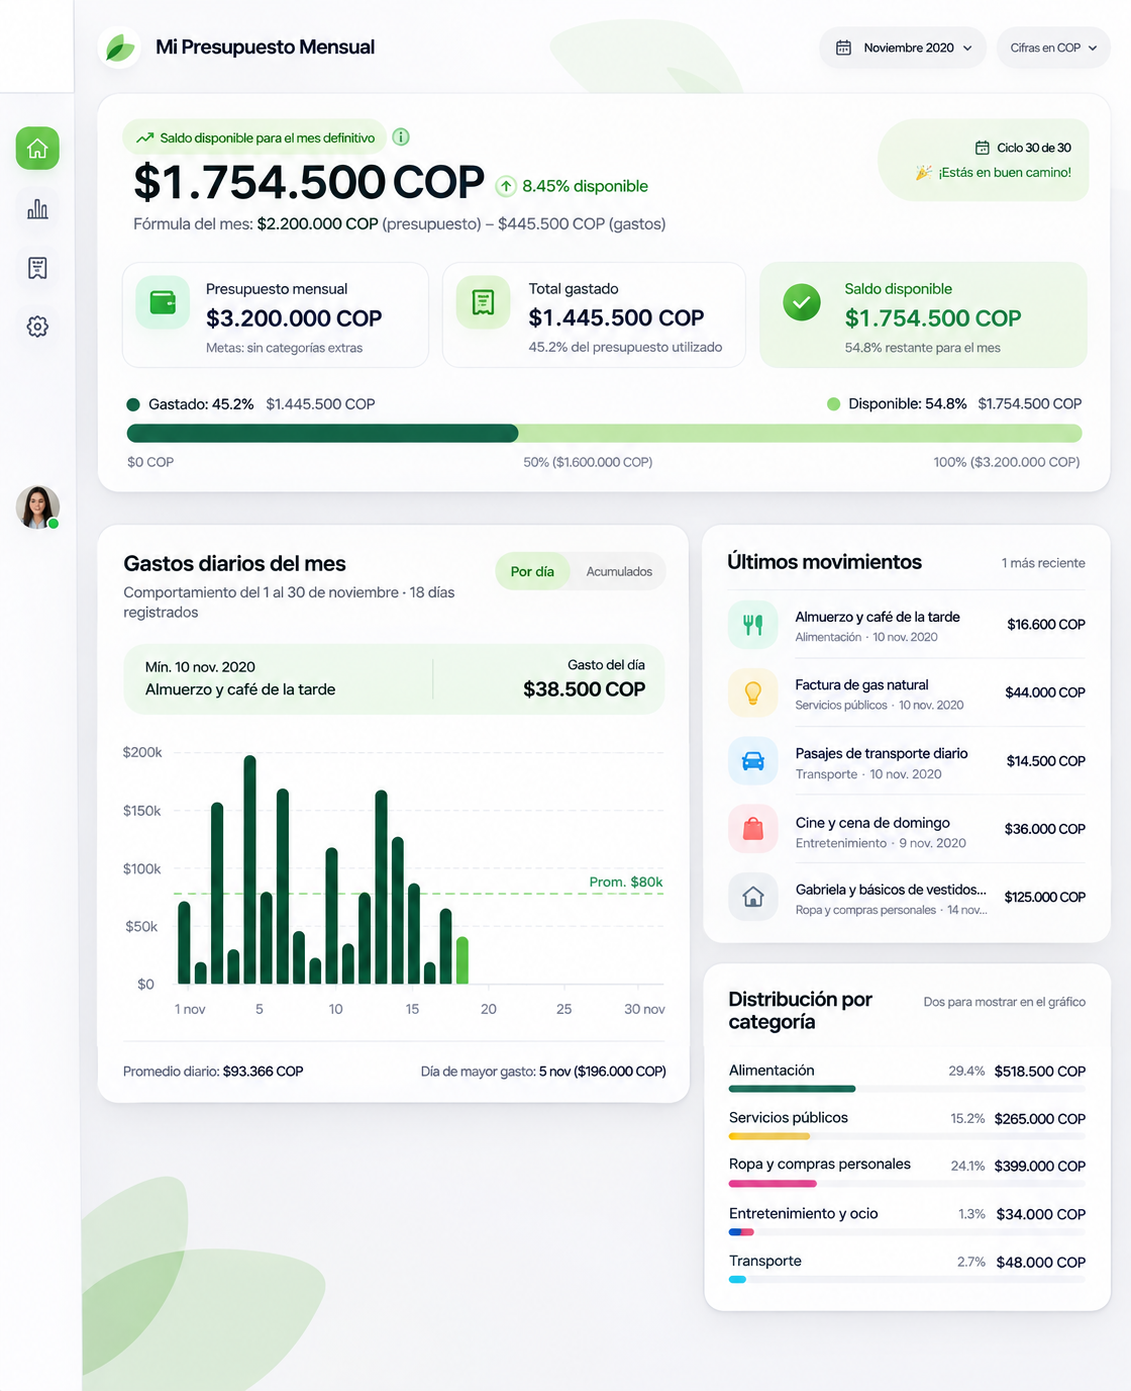 Mi Presupuesto Mensual
Noviembre 2020
Cifras en COP
Saldo disponible para el mes definitivo
i
Ciclo 30 de 30
¡Estás en buen camino!
$1.754.500 COP
8.45% disponible
Fórmula del mes: $2.200.000 COP (presupuesto) – $445.500 COP (gastos)
Presupuesto mensual
$3.200.000 COP
Metas: sin categorías extras
Total gastado
$1.445.500 COP
45.2% del presupuesto utilizado
Saldo disponible
$1.754.500 COP
54.8% restante para el mes
Gastado: 45.2% $1.445.500 COP
Disponible: 54.8% $1.754.500 COP
$0 COP
50% ($1.600.000 COP)
100% ($3.200.000 COP)
Gastos diarios del mes
Comportamiento del 1 al 30 de noviembre · 18 días
registrados
Por día
Acumulados
Mín. 10 nov. 2020
Almuerzo y café de la tarde
Gasto del día
$38.500 COP
$200k
$150k
$100k
Prom. $80k
$50k
$0
1 nov
5
10
15
20
25
30 nov
Promedio diario: $93.366 COP
Día de mayor gasto: 5 nov ($196.000 COP)
Últimos movimientos
1 más reciente
Almuerzo y café de la tarde
Alimentación · 10 nov. 2020
$16.600 COP
Factura de gas natural
Servicios públicos · 10 nov. 2020
$44.000 COP
Pasajes de transporte diario
Transporte · 10 nov. 2020
$14.500 COP
Cine y cena de domingo
Entretenimiento · 9 nov. 2020
$36.000 COP
Gabriela y básicos de vestidos...
Ropa y compras personales · 14 nov...
$125.000 COP
Distribución por
categoría
Dos para mostrar en el gráfico
Alimentación
29.4% $518.500 COP
Servicios públicos
15.2% $265.000 COP
Ropa y compras personales
24.1% $399.000 COP
Entretenimiento y ocio
1.3% $34.000 COP
Transporte
2.7% $48.000 COP